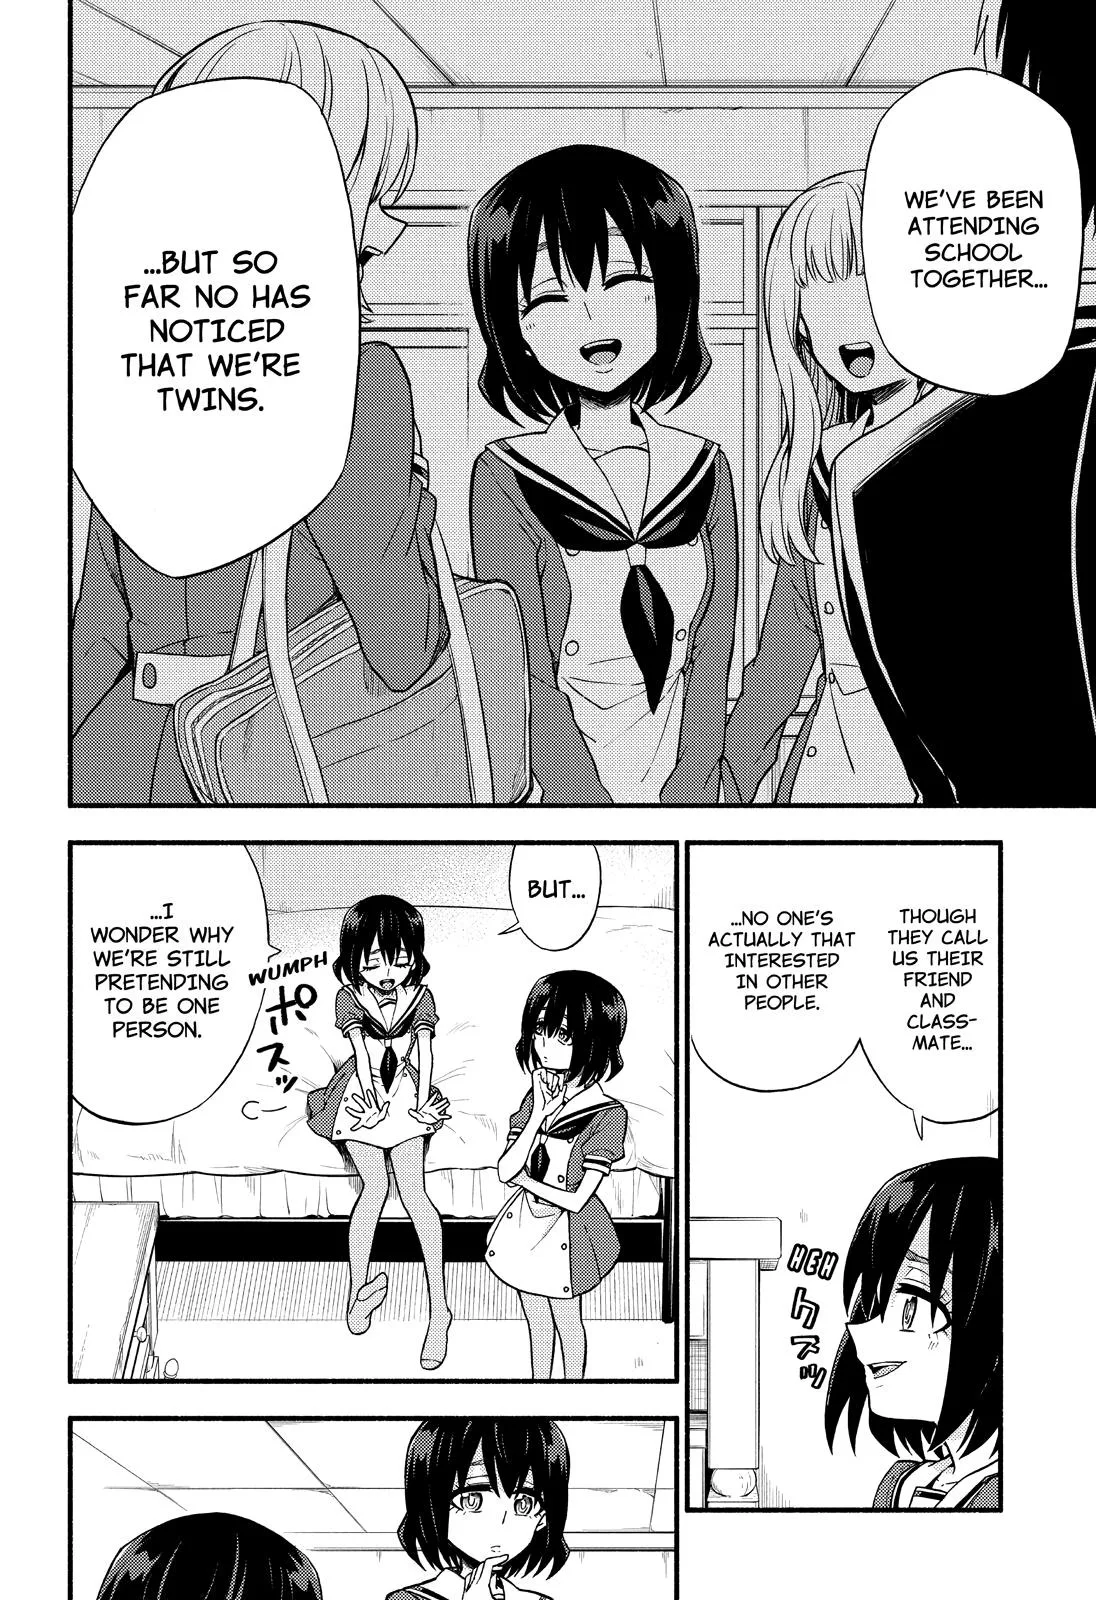 WE'VE BEEN
ATTENDING
SCHOOL
TOGETHER...
...BUT SO
FAR NO HAS
NOTICED
THAT WE'RE
TWINS.
THOUGH
THEY CALL
US THEIR
FRIEND
AND
CLASS-
MATE...
...NO ONE'S
ACTUALLY THAT
INTERESTED
IN OTHER
PEOPLE.
HEH
クスッ
BUT...
WUMPH
ポスッ
...I
WONDER WHY
WE'RE STILL
PRETENDING
TO BE ONE
PERSON.